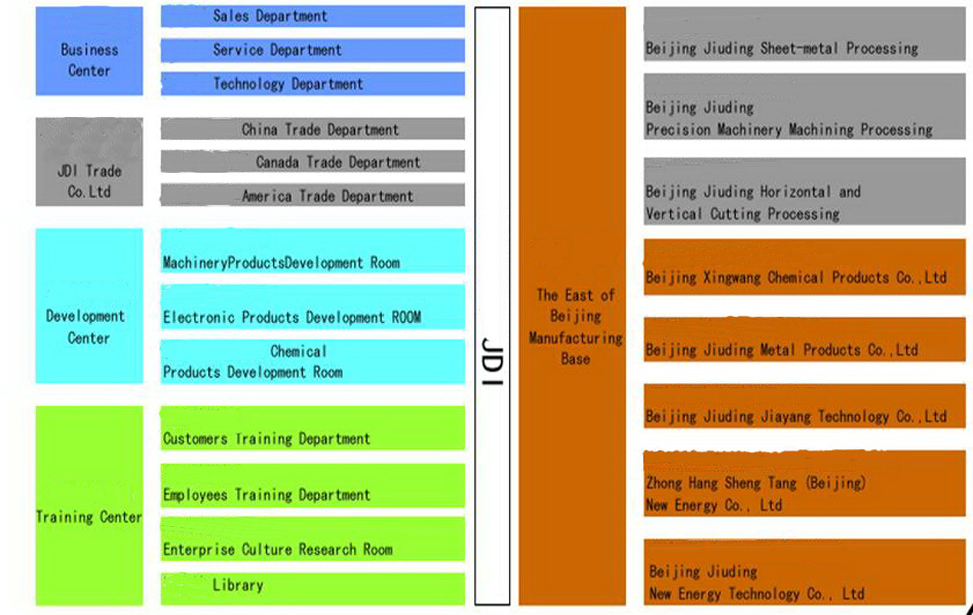 Business
Center
Sales Department
Service Department
Technology Department
JDI Trade
Co.Ltd
China Trade Department
Canada Trade Department
America Trade Department
Development
Center
MachineryProductsDevelopment Room
Electronic Products Development ROOM
Chemical
Products Development Room
Training Center
Customers Training Department
Employees Training Department
Enterprise Culture Research Room
Library
JDI
The East of
Beijing
Manufacturing
Base
Beijing Jiuding Sheet-metal Processing
Beijing Jiuding
Precision Machinery Machining Processing
Beijing Jiuding Horizontal and
Vertical Cutting Processing
Beijing Xingwang Chemical Products Co.,Ltd
Beijing Jiuding Metal Products Co.,Ltd
Beijing Jiuding Jiayang Technology Co.,Ltd
Zhong Hang Sheng Tang (Beijing)
New Energy Co., Ltd
Beijing Jiuding
New Energy Technology Co., Ltd